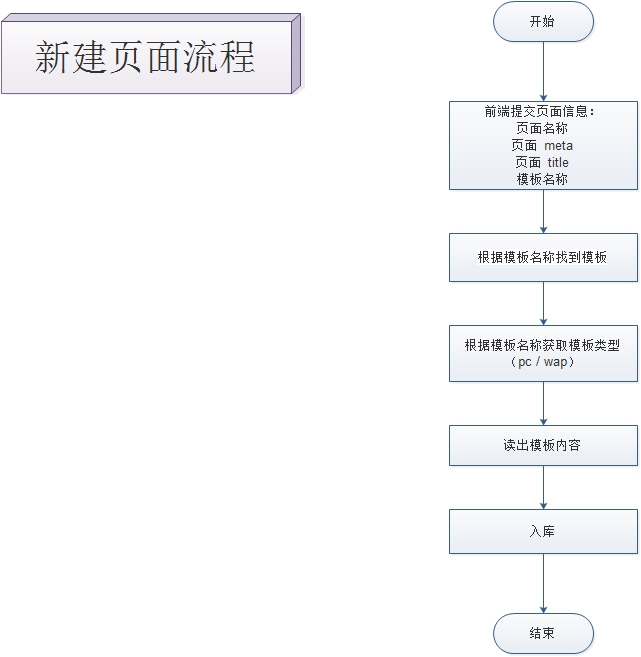 新建页面流程
开始
前端提交页面信息：
页面名称
页面 meta
页面 title
模板名称
根据模板名称找到模板
根据模板名称获取模板类型
（pc / wap）
读出模板内容
入库
结束